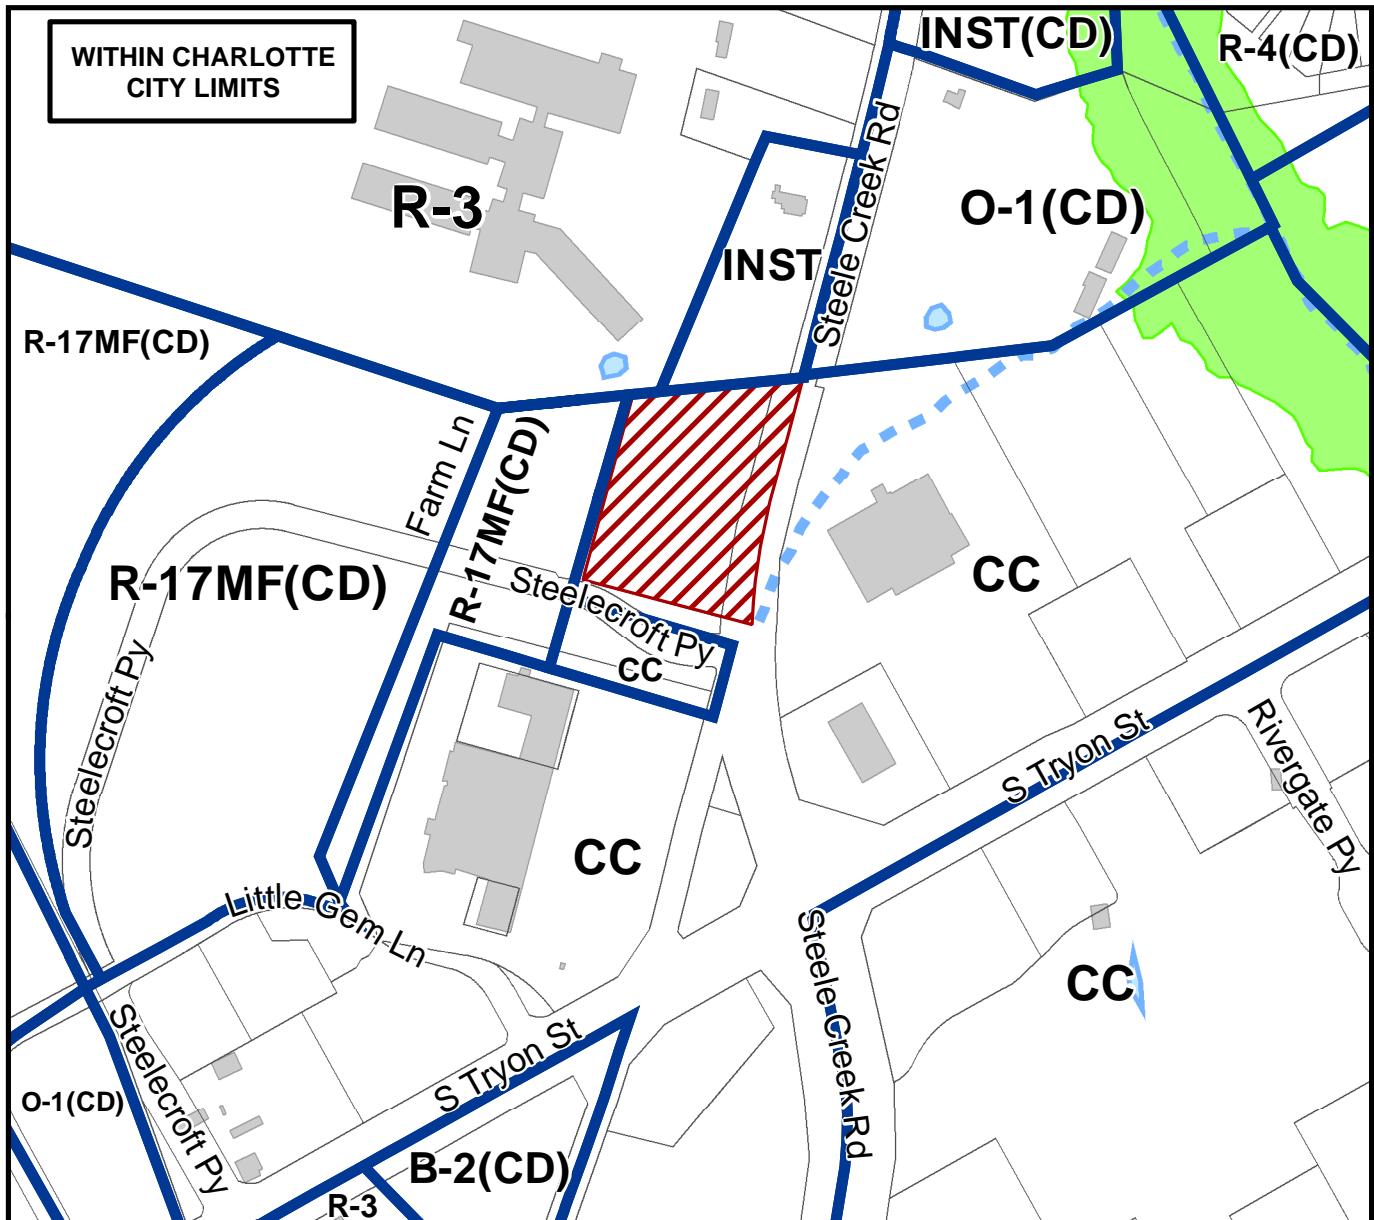 WITHIN CHARLOTTE
CITY LIMITS
INST(CD)
R-4(CD)
R-3
Steele Creek Rd
O-1(CD)
INST
R-17MF(CD)
Farm Ln
R-17MF(CD)
R-17MF(CD)
Steelecroft Py
CC
CC
Steelecroft Py
S Tryon St
Rivergate Py
CC
Little Gem Ln
Steele Creek Rd
CC
Steelecroft Py
S Tryon St
O-1(CD)
B-2(CD)
R-3